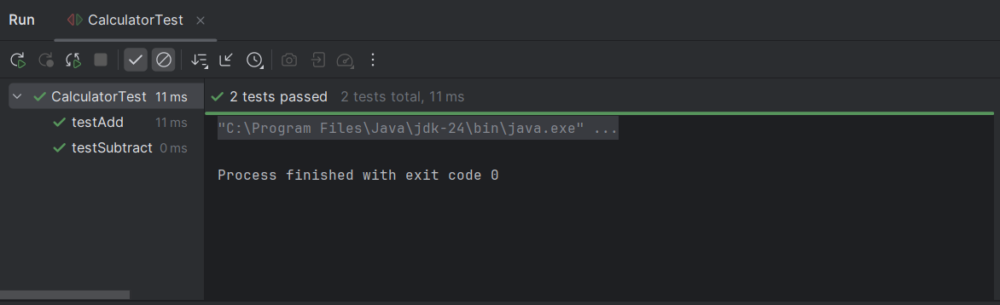 Run CalculatorTest
CalculatorTest 11 ms
testAdd 11 ms
testSubtract 0 ms
2 tests passed 2 tests total, 11 ms
"C:\Program Files\Java\jdk-24\bin\java.exe" ...
Process finished with exit code 0